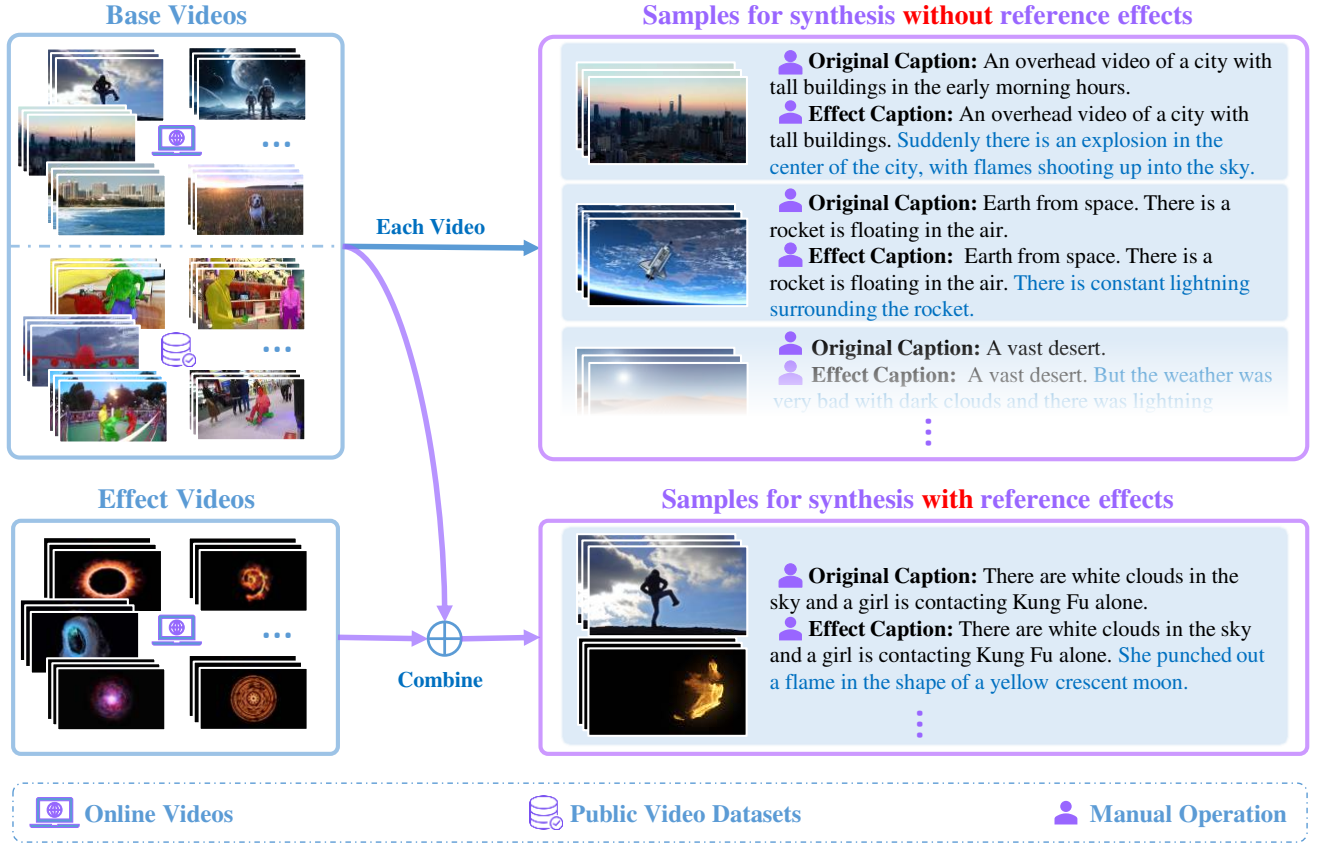 Base Videos
Samples for synthesis without reference effects
Original Caption: An overhead video of a city with
tall buildings in the early morning hours.
Effect Caption: An overhead video of a city with
tall buildings. Suddenly there is an explosion in the
center of the city, with flames shooting up into the sky.
Each Video
Original Caption: Earth from space. There is a
rocket is floating in the air.
Effect Caption: Earth from space. There is a
rocket is floating in the air. There is constant lightning
surrounding the rocket.
Original Caption: A vast desert.
Effect Caption: A vast desert. But the weather was
very bad with dark clouds and there was lightning
Effect Videos
Samples for synthesis with reference effects
Original Caption: There are white clouds in the
sky and a girl is contacting Kung Fu alone.
Effect Caption: There are white clouds in the sky
and a girl is contacting Kung Fu alone. She punched out
a flame in the shape of a yellow crescent moon.
Combine
Online Videos
Public Video Datasets
Manual Operation